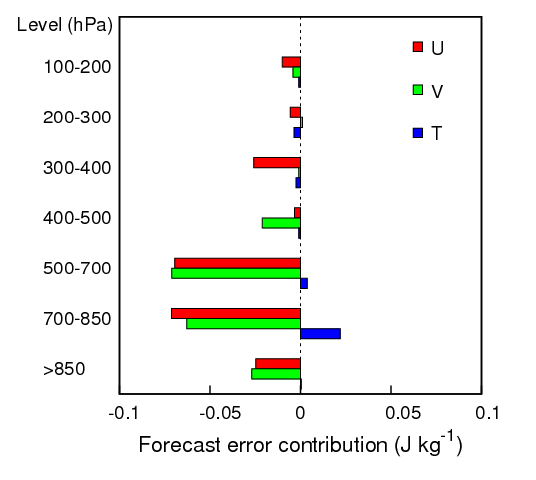 Level (hPa)
100-200
200-300
300-400
400-500
500-700
700-850
>850
U
V
T
-0.1 -0.05 0 0.05 0.1
Forecast error contribution (J kg⁻¹)